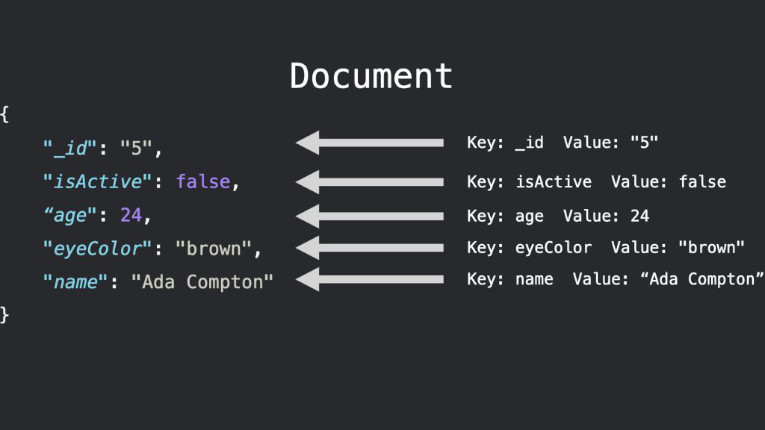 Document
{
"_id": "5",
Key: _id  Value: "5"
"isActive": false,
Key: isActive  Value: false
“age": 24,
Key: age  Value: 24
"eyeColor": "brown",
Key: eyeColor  Value: "brown"
"name": "Ada Compton"
Key: name  Value: “Ada Compton”
}